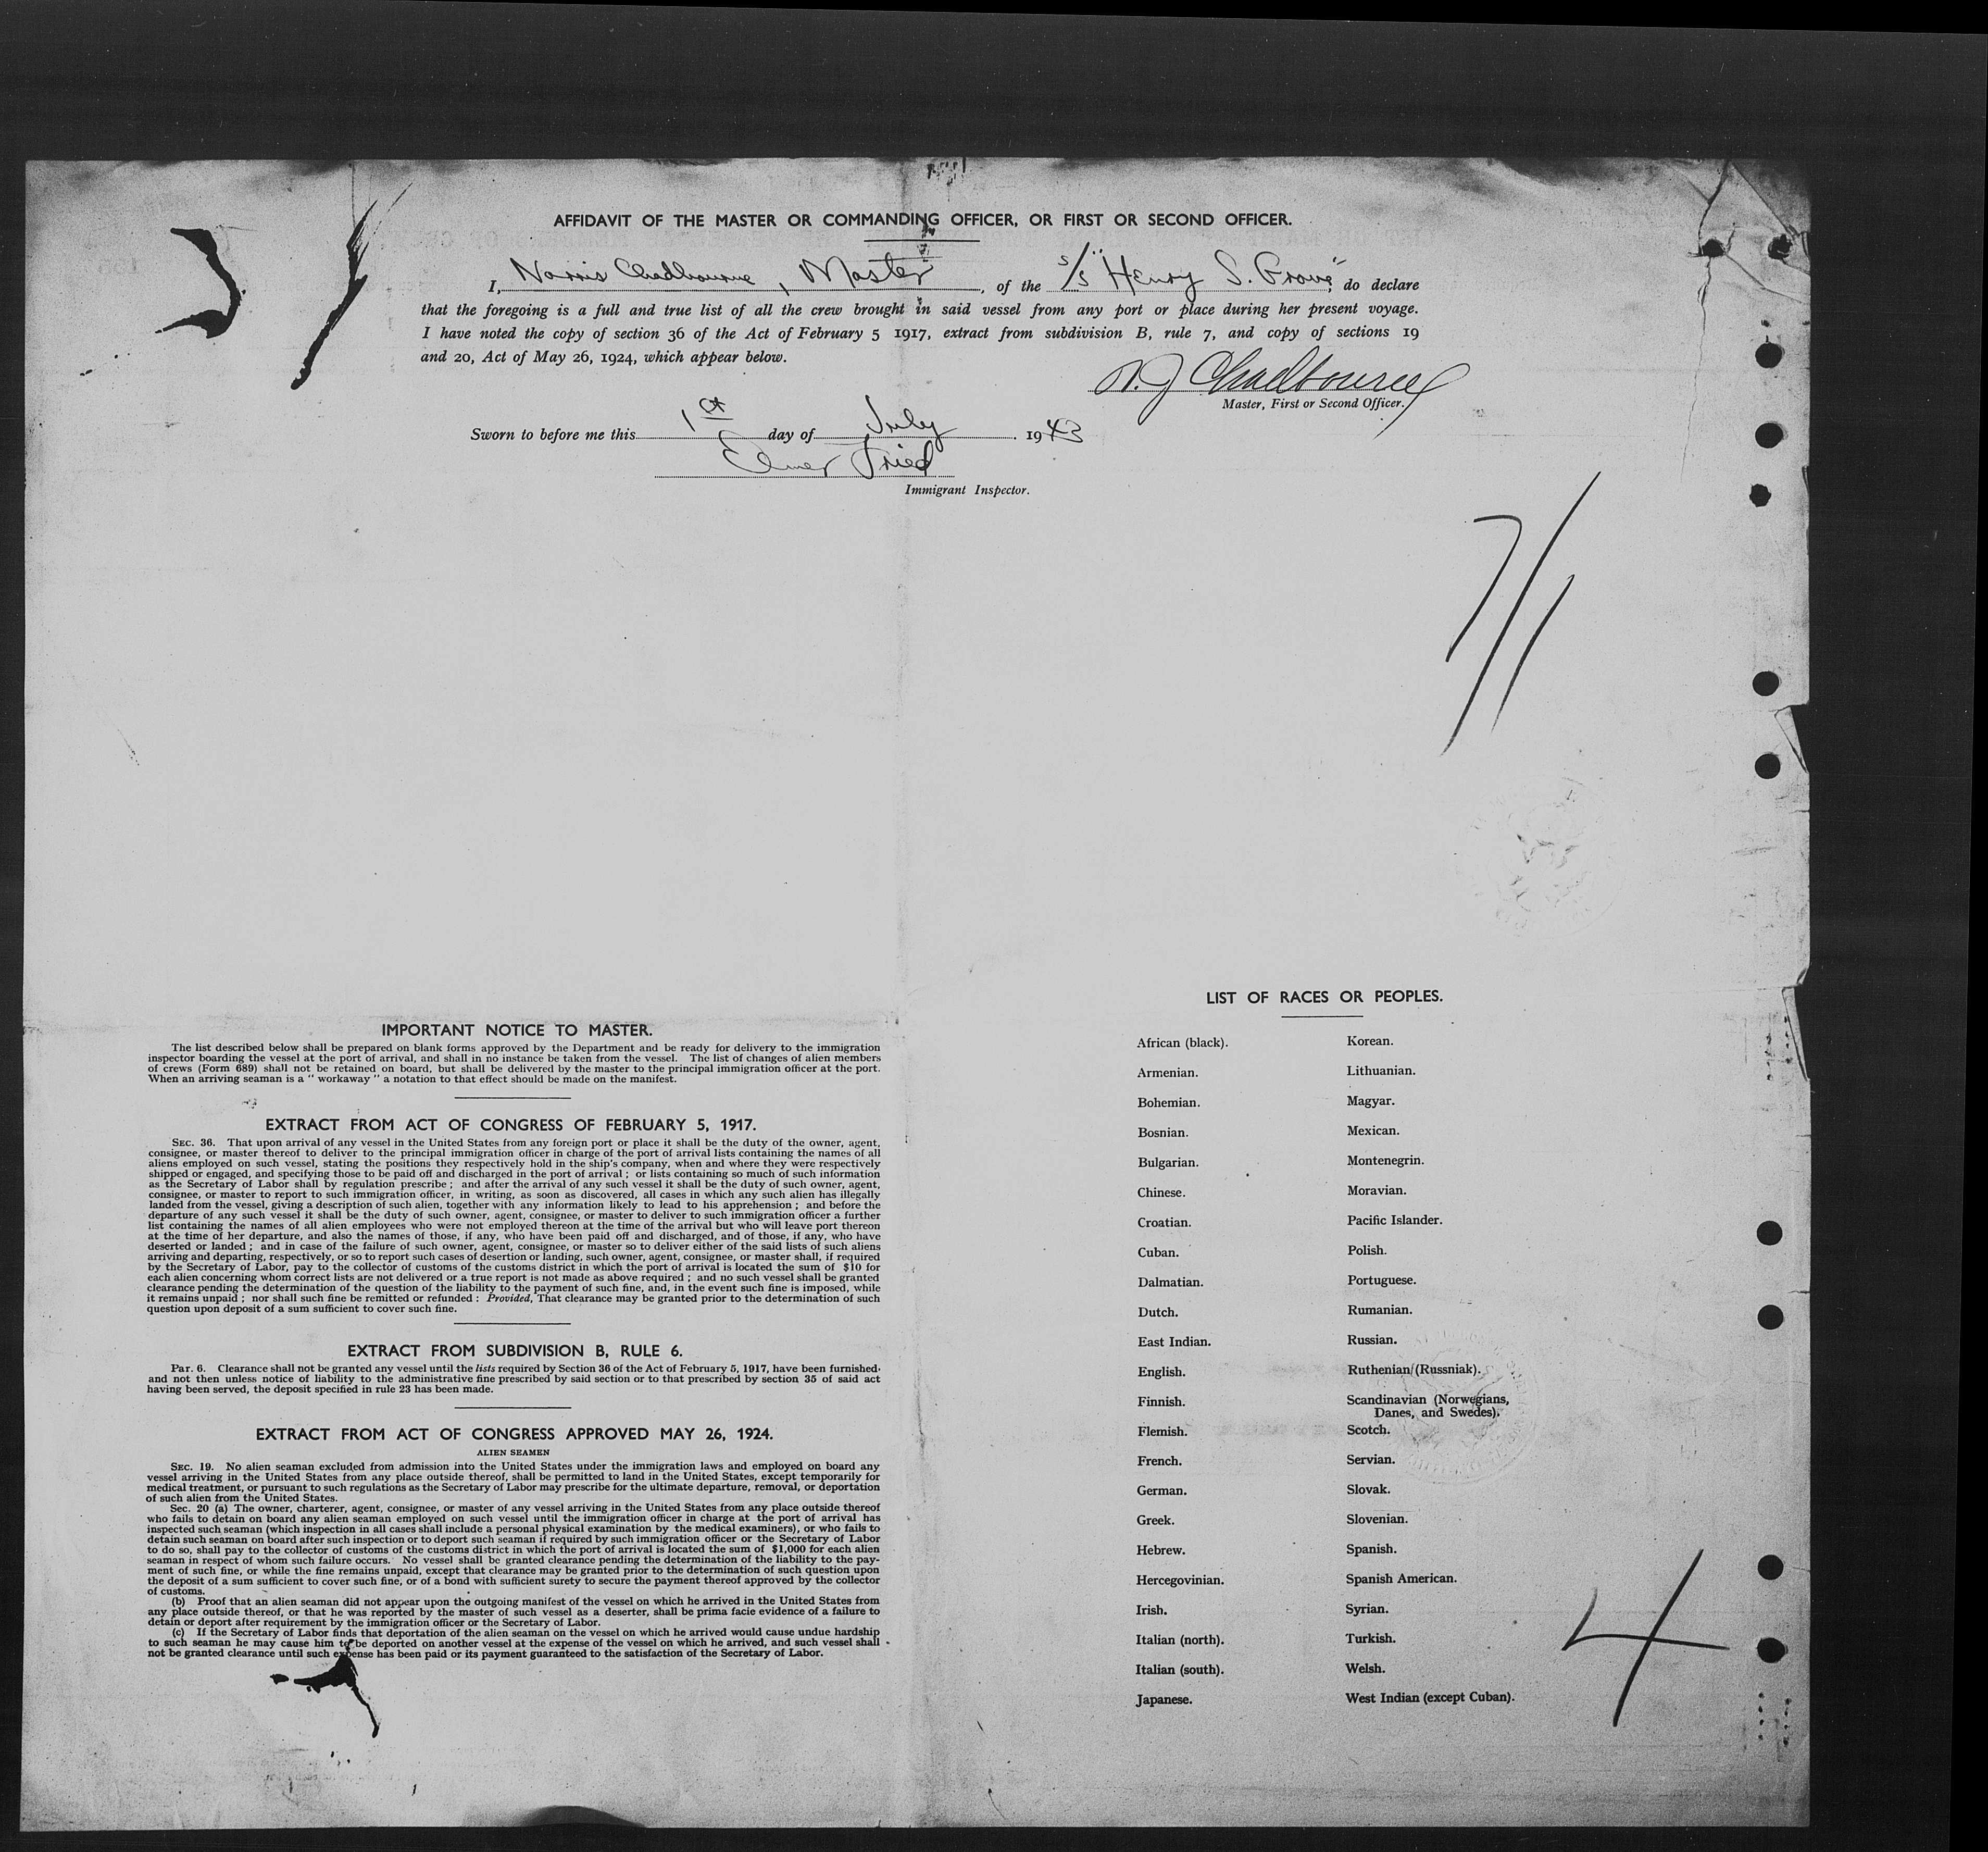 AFFIDAVIT OF THE MASTER OR COMMANDING OFFICER, OR FIRST OR SECOND OFFICER.
I, Norris Chadbourne, Master, of the S/S "Henry S. Grove" do declare
that the foregoing is a full and true list of all the crew brought in said vessel from any port or place during her present voyage.
I have noted the copy of section 36 of the Act of February 5 1917, extract from subdivision B, rule 7, and copy of sections 19
and 20, Act of May 26, 1924, which appear below.
N. J Chadbourne
Master, First or Second Officer.
Sworn to before me this 1st day of July 1943
Elmer Fried
Immigrant Inspector.
7/1
IMPORTANT NOTICE TO MASTER.
The list described below shall be prepared on blank forms approved by the Department and be ready for delivery to the immigration
inspector boarding the vessel at the port of arrival, and shall in no instance be taken from the vessel. The list of changes of alien members
of crews (Form 689) shall not be retained on board, but shall be delivered by the master to the principal immigration officer at the port.
When an arriving seaman is a " workaway " a notation to that effect should be made on the manifest.
EXTRACT FROM ACT OF CONGRESS OF FEBRUARY 5, 1917.
SEC. 36. That upon arrival of any vessel in the United States from any foreign port or place it shall be the duty of the owner, agent,
consignee, or master thereof to deliver to the principal immigration officer in charge of the port of arrival lists containing the names of all
aliens employed on such vessel, stating the positions they respectively hold in the ship's company, when and where they were respectively
shipped or engaged, and specifying those to be paid off and discharged in the port of arrival ; or lists containing so much of such information
as the Secretary of Labor shall by regulation prescribe ; and after the arrival of any such vessel it shall be the duty of such owner, agent,
consignee, or master to report to such immigration officer, in writing, as soon as discovered, all cases in which any such alien has illegally
landed from the vessel, giving a description of such alien, together with any information likely to lead to his apprehension ; and before the
departure of any such vessel it shall be the duty of such owner, agent, consignee, or master to deliver to such immigration officer a further
list containing the names of all alien employees who were not employed thereon at the time of the arrival but who will leave port thereon
at the time of her departure, and also the names of those, if any, who have been paid off and discharged, and of those, if any, who have
deserted or landed ; and in case of the failure of such owner, agent, consignee, or master so to deliver either of the said lists of such aliens
arriving and departing, respectively, or so to report such cases of desertion or landing, such owner, agent, consignee, or master shall, if required
by the Secretary of Labor, pay to the collector of customs of the customs district in which the port of arrival is located the sum of $10 for
each alien concerning whom correct lists are not delivered or a true report is not made as above required ; and no such vessel shall be granted
clearance pending the determination of the question of the liability to the payment of such fine, and, in the event such fine is imposed, while
it remains unpaid ; nor shall such fine be remitted or refunded : Provided, That clearance may be granted prior to the determination of such
question upon deposit of a sum sufficient to cover such fine.
EXTRACT FROM SUBDIVISION B, RULE 6.
Par. 6. Clearance shall not be granted any vessel until the lists required by Section 36 of the Act of February 5, 1917, have been furnished,
and not then unless notice of liability to the administrative fine prescribed by said section or to that prescribed by section 35 of said act
having been served, the deposit specified in rule 23 has been made.
EXTRACT FROM ACT OF CONGRESS APPROVED MAY 26, 1924.
ALIEN SEAMEN
SEC. 19. No alien seaman excluded from admission into the United States under the immigration laws and employed on board any
vessel arriving in the United States from any place outside thereof, shall be permitted to land in the United States, except temporarily for
medical treatment, or pursuant to such regulations as the Secretary of Labor may prescribe for the ultimate departure, removal, or deportation
of such alien from the United States.
Sec. 20 (a) The owner, charterer, agent, consignee, or master of any vessel arriving in the United States from any place outside thereof
who fails to detain on board any alien seaman employed on such vessel until the immigration officer in charge at the port of arrival has
inspected such seaman (which inspection in all cases shall include a personal physical examination by the medical examiners), or who fails to
detain such seaman on board after such inspection or to deport such seaman if required by such immigration officer or the Secretary of Labor
to do so, shall pay to the collector of customs of the customs district in which the port of arrival is located the sum of $1,000 for each alien
seaman in respect of whom such failure occurs. No vessel shall be granted clearance pending the determination of the liability to the pay-
ment of such fine, or while the fine remains unpaid, except that clearance may be granted prior to the determination of such question upon
the deposit of a sum sufficient to cover such fine, or of a bond with sufficient surety to secure the payment thereof approved by the collector
of customs.
(b) Proof that an alien seaman did not appear upon the outgoing manifest of the vessel on which he arrived in the United States from
any place outside thereof, or that he was reported by the master of such vessel as a deserter, shall be prima facie evidence of a failure to
detain or deport after requirement by the immigration officer or the Secretary of Labor.
(c) If the Secretary of Labor finds that deportation of the alien seaman on the vessel on which he arrived would cause undue hardship
to such seaman he may cause him to be deported on another vessel at the expense of the vessel on which he arrived, and such vessel shall
not be granted clearance until such expense has been paid or its payment guaranteed to the satisfaction of the Secretary of Labor.
LIST OF RACES OR PEOPLES.
African (black).
Armenian.
Bohemian.
Bosnian.
Bulgarian.
Chinese.
Croatian.
Cuban.
Dalmatian.
Dutch.
East Indian.
English.
Finnish.
Flemish.
French.
German.
Greek.
Hebrew.
Hercegovinian.
Irish.
Italian (north).
Italian (south).
Japanese.
Korean.
Lithuanian.
Magyar.
Mexican.
Montenegrin.
Moravian.
Pacific Islander.
Polish.
Portuguese.
Rumanian.
Russian.
Ruthenian (Russniak).
Scandinavian (Norwegians,
Danes, and Swedes).
Scotch.
Servian.
Slovak.
Slovenian.
Spanish.
Spanish American.
Syrian.
Turkish.
Welsh.
West Indian (except Cuban).
4